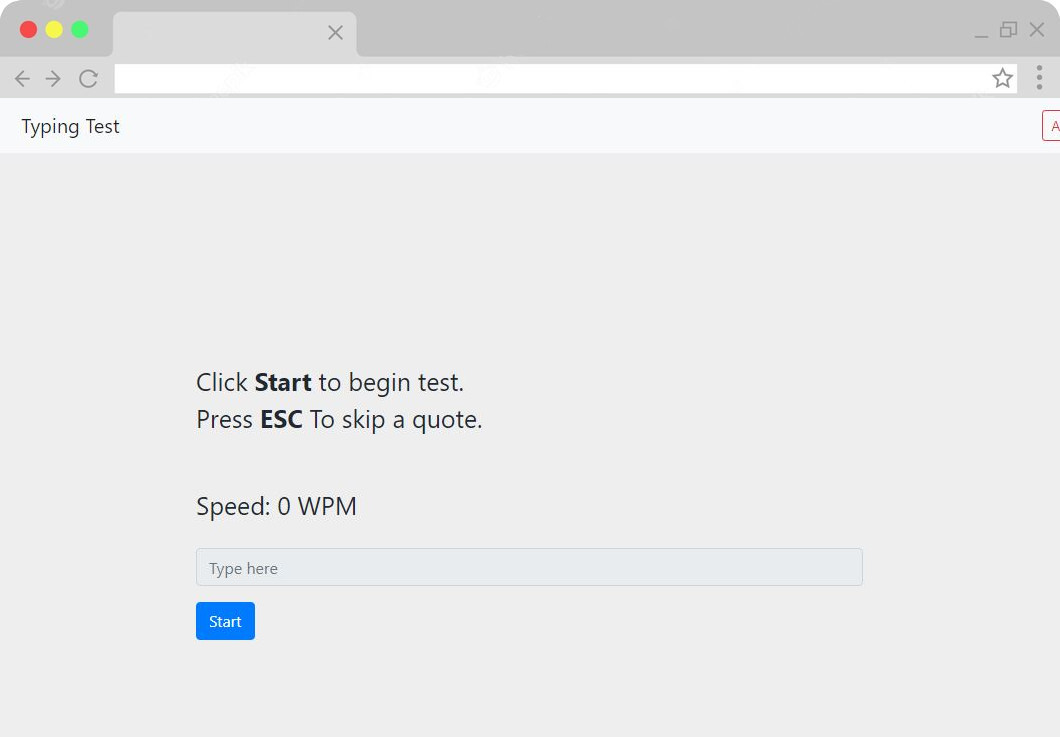 Typing Test
A
Click Start to begin test.
Press ESC To skip a quote.
Speed: 0 WPM
Type here
Start